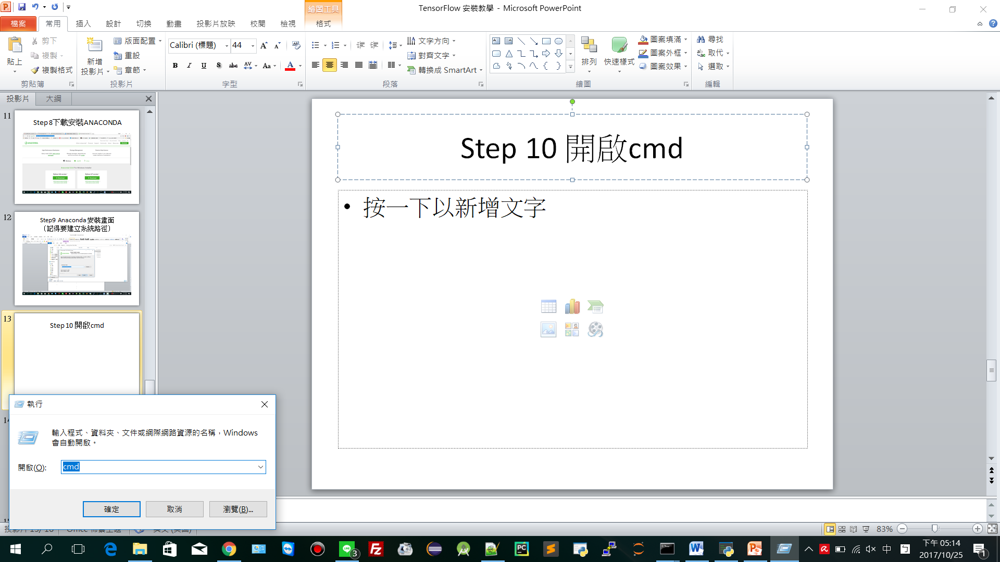 TensorFlow 安裝教學 - Microsoft PowerPoint
繪圖工具
檔案 常用 插入 設計 切換 動畫 投影片放映 校閱 檢視 格式
貼上
剪下
複製
複製格式
剪貼簿
新增
投影片
版面配置
重設
章節
投影片
Calibri (標題) 44
B I U S abc AV Aa A
字型
文字方向
對齊文字
轉換成 SmartArt
段落
排列
快速樣式
圖案填滿
圖案外框
圖案效果
繪圖
尋找
取代
選取
編輯
投影片 大綱
11
Step 8下載安裝ANACONDA
12
Step9 Anaconda 安裝畫面
(記得要建立系統路徑)
13
Step 10 開啟cmd
Step 10 開啟cmd
• 按一下以新增文字
執行
輸入程式、資料夾、文件或網際網路資源的名稱，Windows
會自動開啟。
開啟(O):
cmd
確定 取消 瀏覽(B)...
83%
3
中
下午 05:14
2017/10/25
1